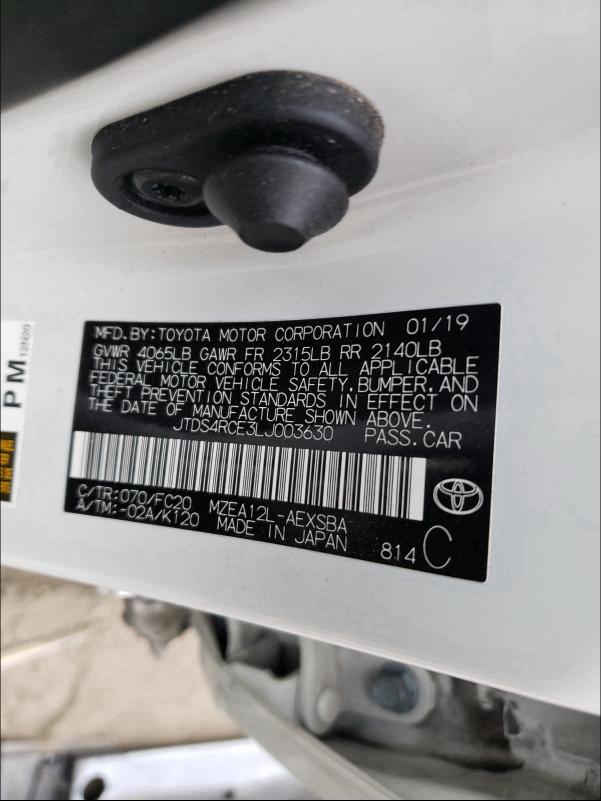 MFD.BY:TOYOTA MOTOR CORPORATION 01/19
GVWR 4065LB GAWR FR 2315LB RR 2140LB
THIS VEHICLE CONFORMS TO ALL APPLICABLE
FEDERAL MOTOR VEHICLE SAFETY,BUMPER,AND
THEFT PREVENTION STANDARDS IN EFFECT ON
THE DATE OF MANUFACTURE SHOWN ABOVE.
JTDS4RCE3LJ003630 PASS.CAR
C/TR:070/FC20 MZEA12L-AEXSBA
A/TM:-02A/K120 MADE IN JAPAN 814 C
PM 12N20